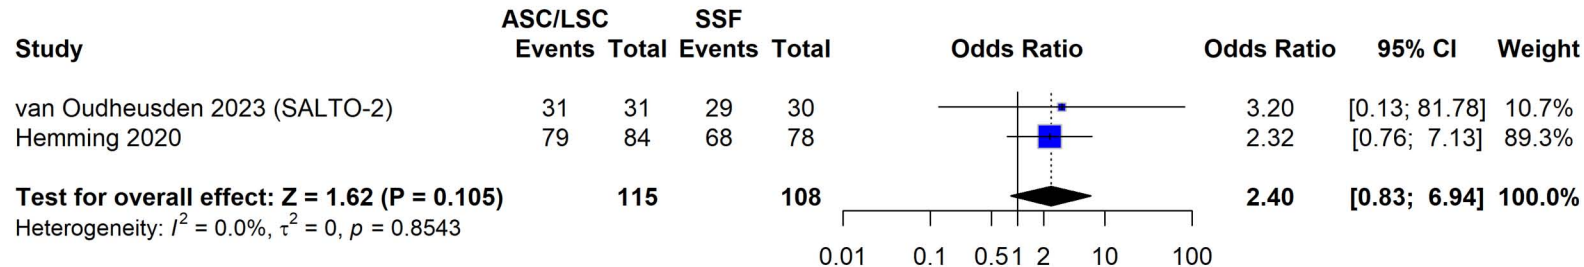 ASC/LSC SSF
Study Events Total Events Total Odds Ratio Odds Ratio 95% CI Weight
van Oudheusden 2023 (SALTO-2) 31 31 29 30 3.20 [0.13; 81.78] 10.7%
Hemming 2020 79 84 68 78 2.32 [0.76; 7.13] 89.3%
Test for overall effect: Z = 1.62 (P = 0.105) 115 108 2.40 [0.83; 6.94] 100.0%
Heterogeneity: I² = 0.0%, τ² = 0, p = 0.8543
0.01 0.1 0.5 1 2 10 100